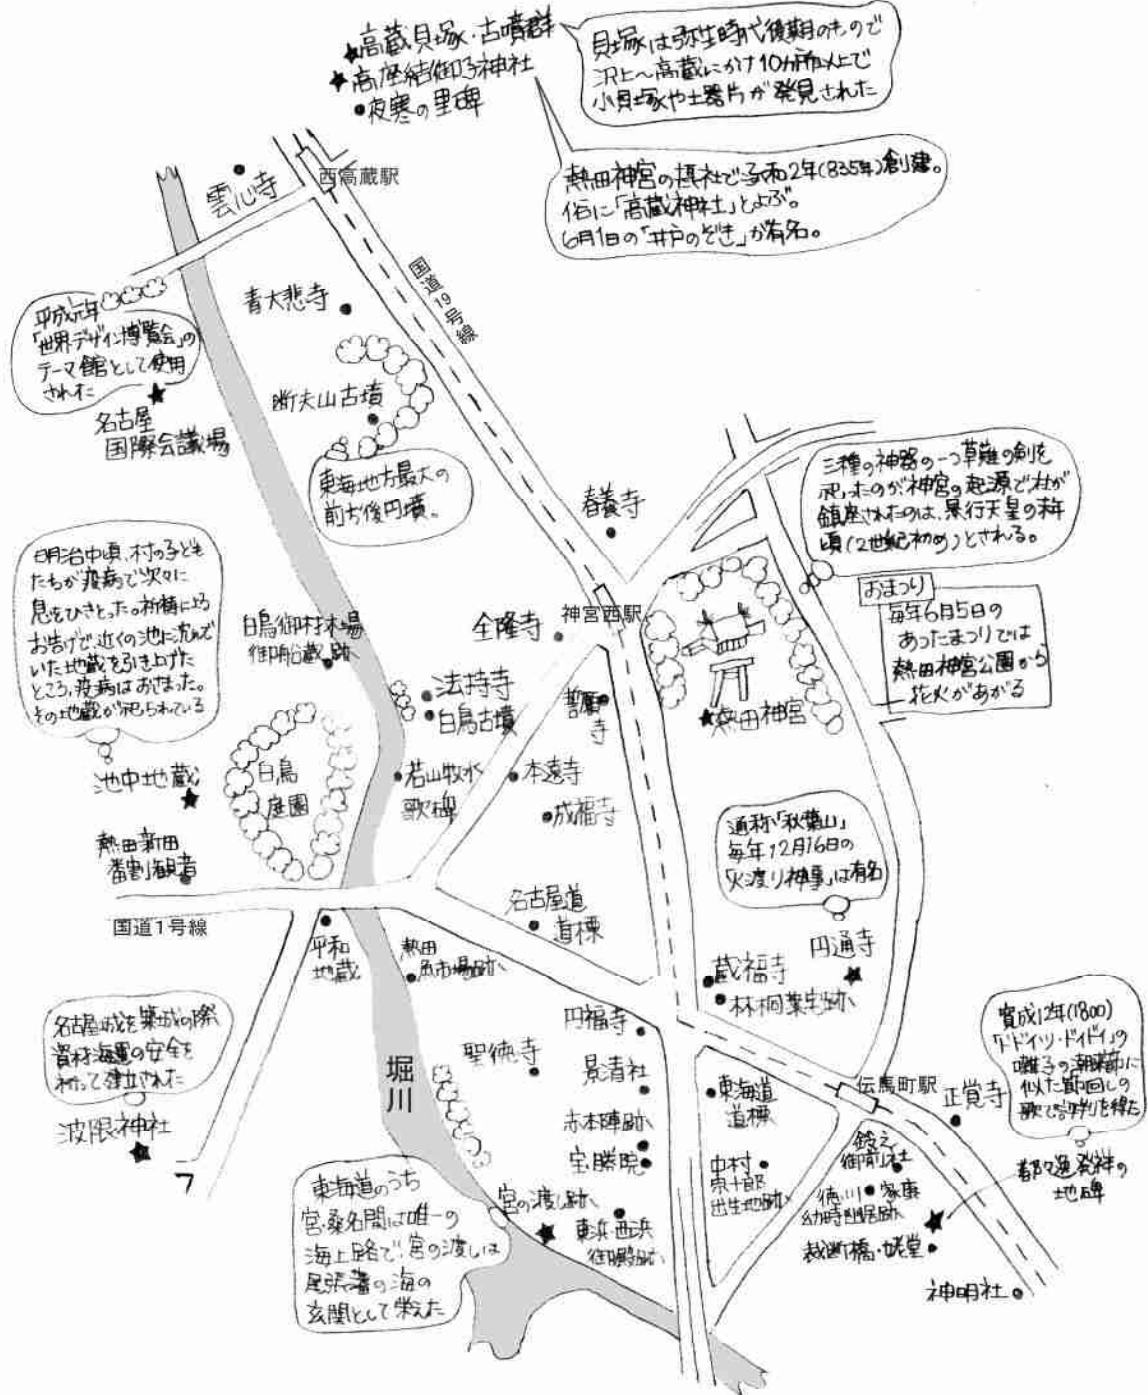 ★高蔵貝塚・古墳群
★高座結御子神社
●夜寒の里碑
貝塚は弥生時代後期のもので
沢上〜高蔵にかけ10カ所以上で
小貝塚や土器片が発見された
熱田神宮の摂社で承和2年(835年)創建。
俗に「高蔵神社」とよぶ。
6月1日の「井戸のぞき」が有名。
西高蔵駅
雲心寺
国道19号線
青大悲寺
平成元年
「世界デザイン博覧会」の
テーマ館として使用
された
名古屋
国際会議場
断夫山古墳
東海地方最大の
前方後円墳。
春養寺
三種の神器の一つ草薙の剣を
祀ったのが神宮の起源で社が
鎮座されたのは、景行天皇の末年
頃(2世紀初め)とされる。
おまつり
毎年6月5日の
あつたまつりでは
熱田神宮公園から
花火があがる
明治中頃、村の子ども
たちが疫病で次々に
息をひきとった。祈祷による
お告げで、近くの池に沈んで
いた地蔵を引き上げた
ところ、疫病はおさまった。
その地蔵が祀られている
池中地蔵
白鳥御材木場
御船蔵跡
全隆寺
神宮西駅
法持寺
白鳥古墳
誓願
寺
熱田神宮
白鳥
庭園
若山牧水
歌碑
本遠寺
成福寺
熱田新田
番割観音
通称「秋葉山」
毎年12月16日の
「火渡り神事」は有名
円通寺
国道1号線
名古屋道
道標
平和
地蔵
熱田
魚市場跡
蔵福寺
林桐葉宅跡
名古屋城を築城の際
資材海運の安全を
祈って建立された
波限神社
堀川
聖徳寺
円福寺
景清社
赤本陣跡
宝勝院
東海道
道標
伝馬町駅
正覚寺
寛成12年(1800)
「ドドイツ・ドイドイ」の
囃子の潮来節に
似た節回しの
歌で評判を得た
都々逸発祥の
地碑
中村
宗十郎
出生地跡
鈴之
御前社
徳川家康
幼時幽居跡
裁断橋・姥堂
神明社
東海道のうち
宮・桑名間は唯一の
海上路で、宮の渡しは
尾張藩の海の
玄関として栄えた
宮の渡し跡
東浜・西浜
御殿跡